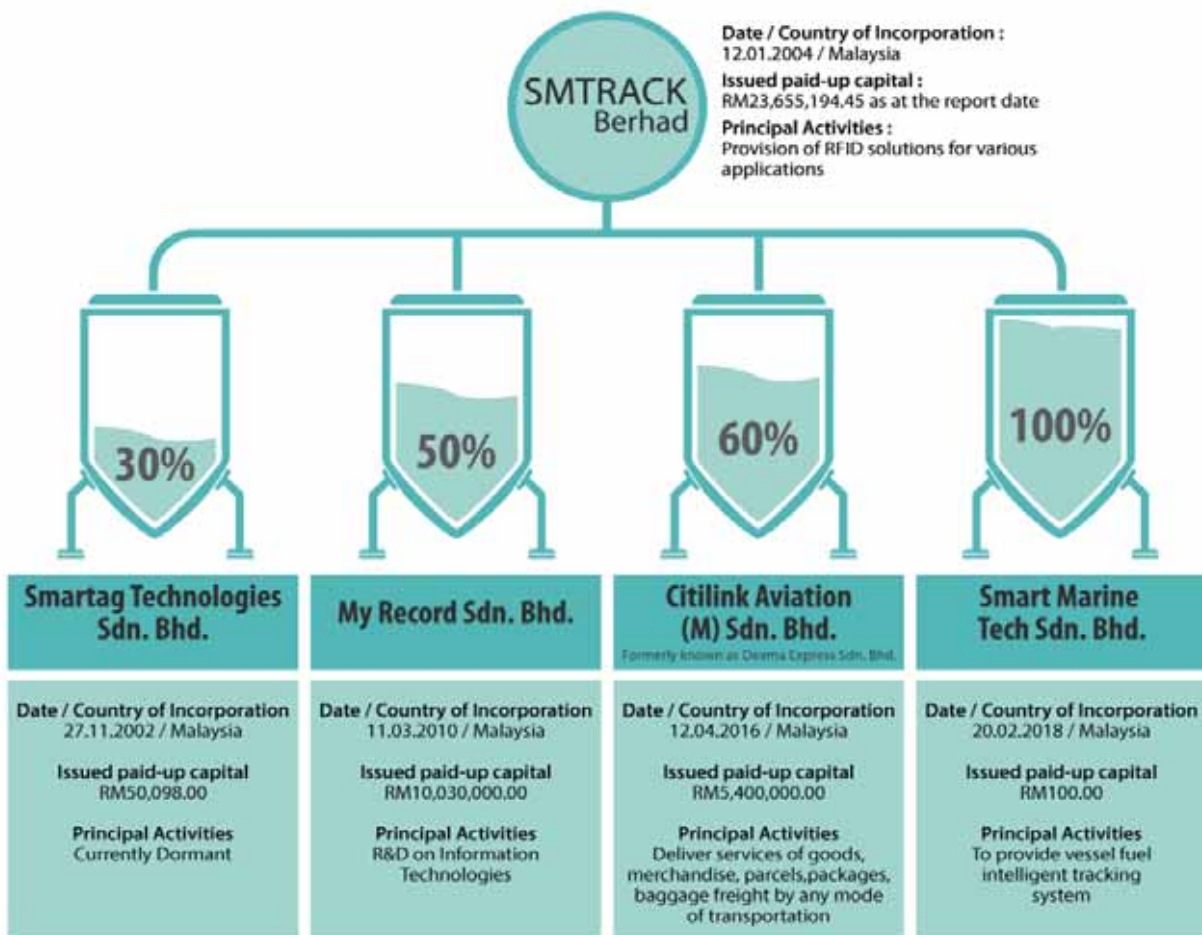 SMTRACK
Berhad
Date / Country of Incorporation :
12.01.2004 / Malaysia
Issued paid-up capital :
RM23,655,194.45 as at the report date
Principal Activities :
Provision of RFID solutions for various
applications
30%
50%
60%
100%
Smartag Technologies
Sdn. Bhd.
Date / Country of Incorporation
27.11.2002 / Malaysia
Issued paid-up capital
RM50,098.00
Principal Activities
Currently Dormant
My Record Sdn. Bhd.
Date / Country of Incorporation
11.03.2010 / Malaysia
Issued paid-up capital
RM10,030,000.00
Principal Activities
R&D on Information
Technologies
Citilink Aviation
(M) Sdn. Bhd.
Formerly known as Dexma Express Sdn. Bhd.
Date / Country of Incorporation
12.04.2016 / Malaysia
Issued paid-up capital
RM5,400,000.00
Principal Activities
Deliver services of goods,
merchandise, parcels,packages,
baggage freight by any mode
of transportation
Smart Marine
Tech Sdn. Bhd.
Date / Country of Incorporation
20.02.2018 / Malaysia
Issued paid-up capital
RM100.00
Principal Activities
To provide vessel fuel
intelligent tracking
system